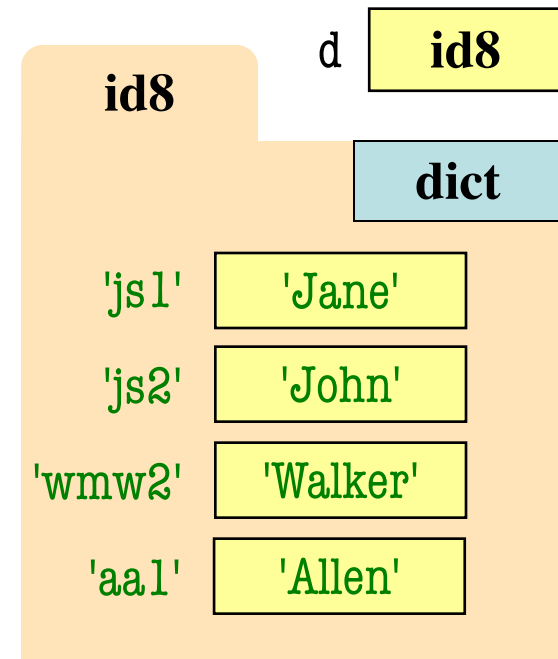 d id8
id8
dict
'js1' 'Jane'
'js2' 'John'
'wmw2' 'Walker'
'aa1' 'Allen'